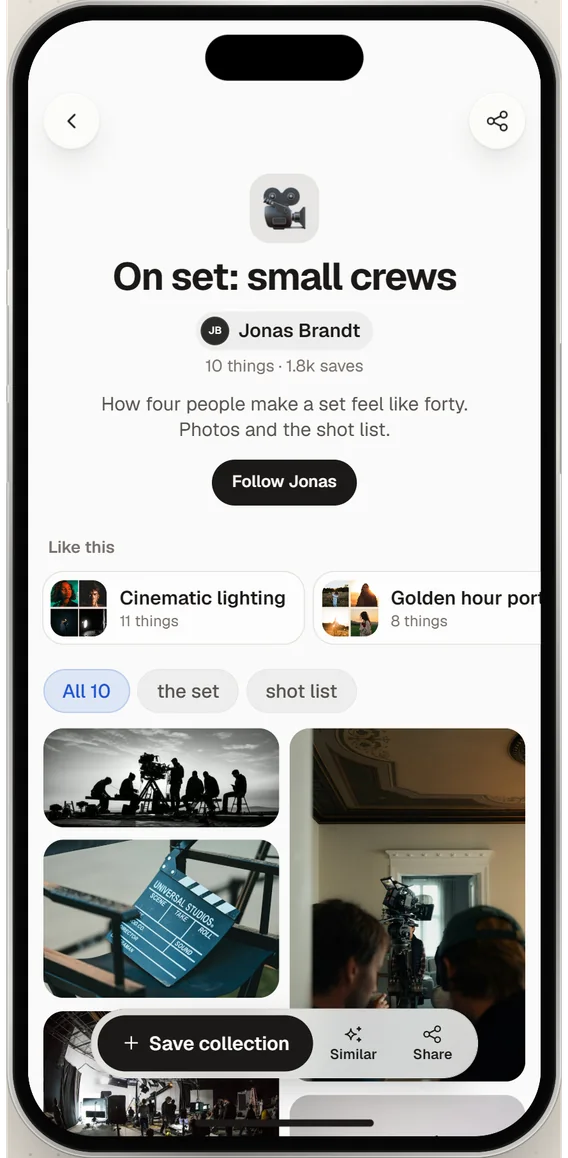 On set: small crews
JB Jonas Brandt
10 things · 1.8k saves
How four people make a set feel like forty.
Photos and the shot list.
Follow Jonas
Like this
Cinematic lighting
11 things
Golden hour port
8 things
All 10
the set
shot list
UNIVERSAL STUDIOS
SCENE
TAKE
ROLL
SOUND
Save collection
Similar
Share